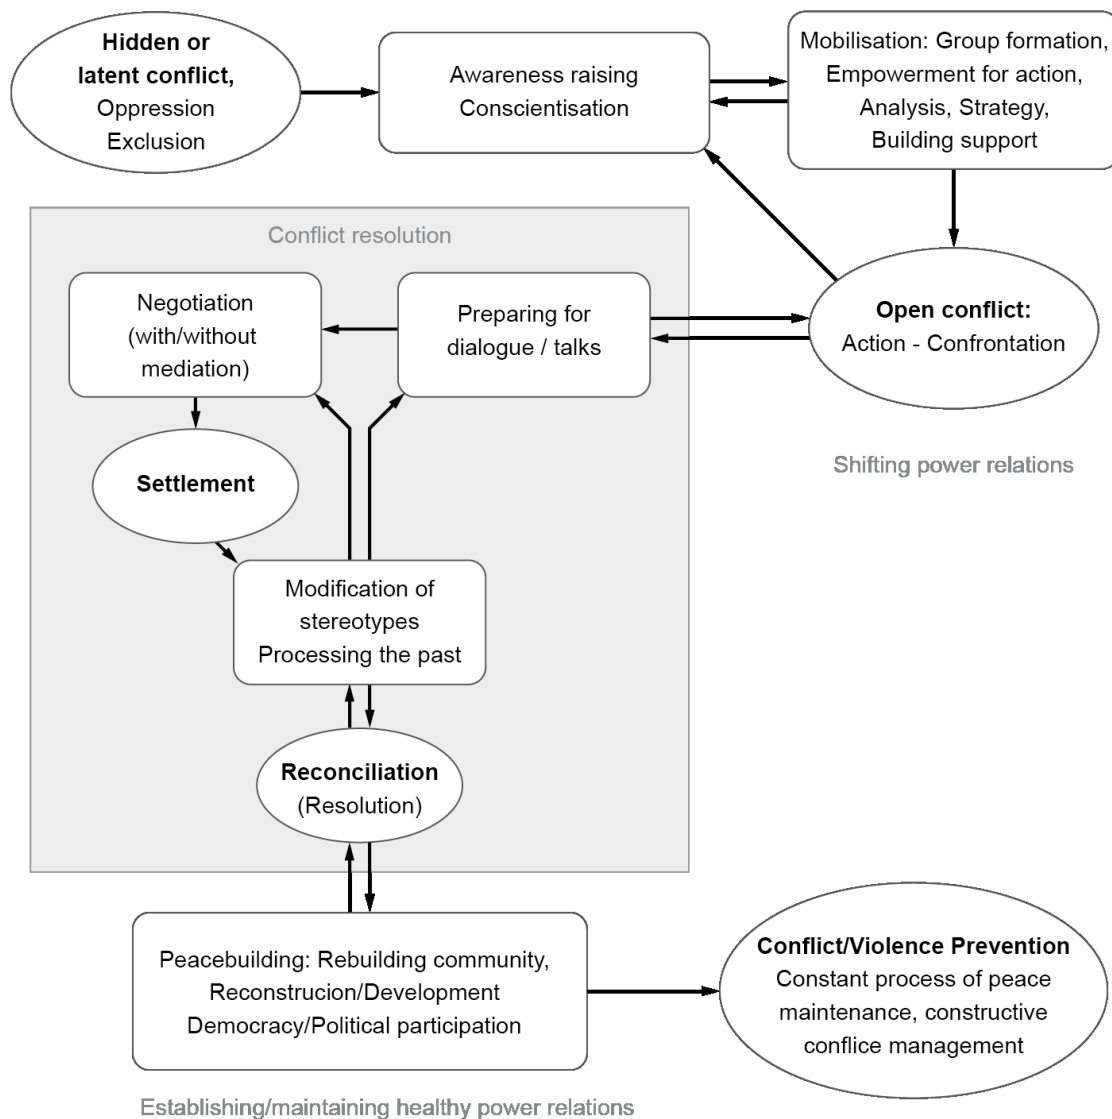 Hidden or
latent conflict,
Oppression
Exclusion
Awareness raising
Conscientisation
Mobilisation: Group formation,
Empowerment for action,
Analysis, Strategy,
Building support
Conflict resolution
Negotiation
(with/without
mediation)
Preparing for
dialogue / talks
Open conflict:
Action - Confrontation
Shifting power relations
Settlement
Modification of
stereotypes
Processing the past
Reconciliation
(Resolution)
Peacebuilding: Rebuilding community,
Reconstrucion/Development
Democracy/Political participation
Conflict/Violence Prevention
Constant process of peace
maintenance, constructive
conflice management
Establishing/maintaining healthy power relations